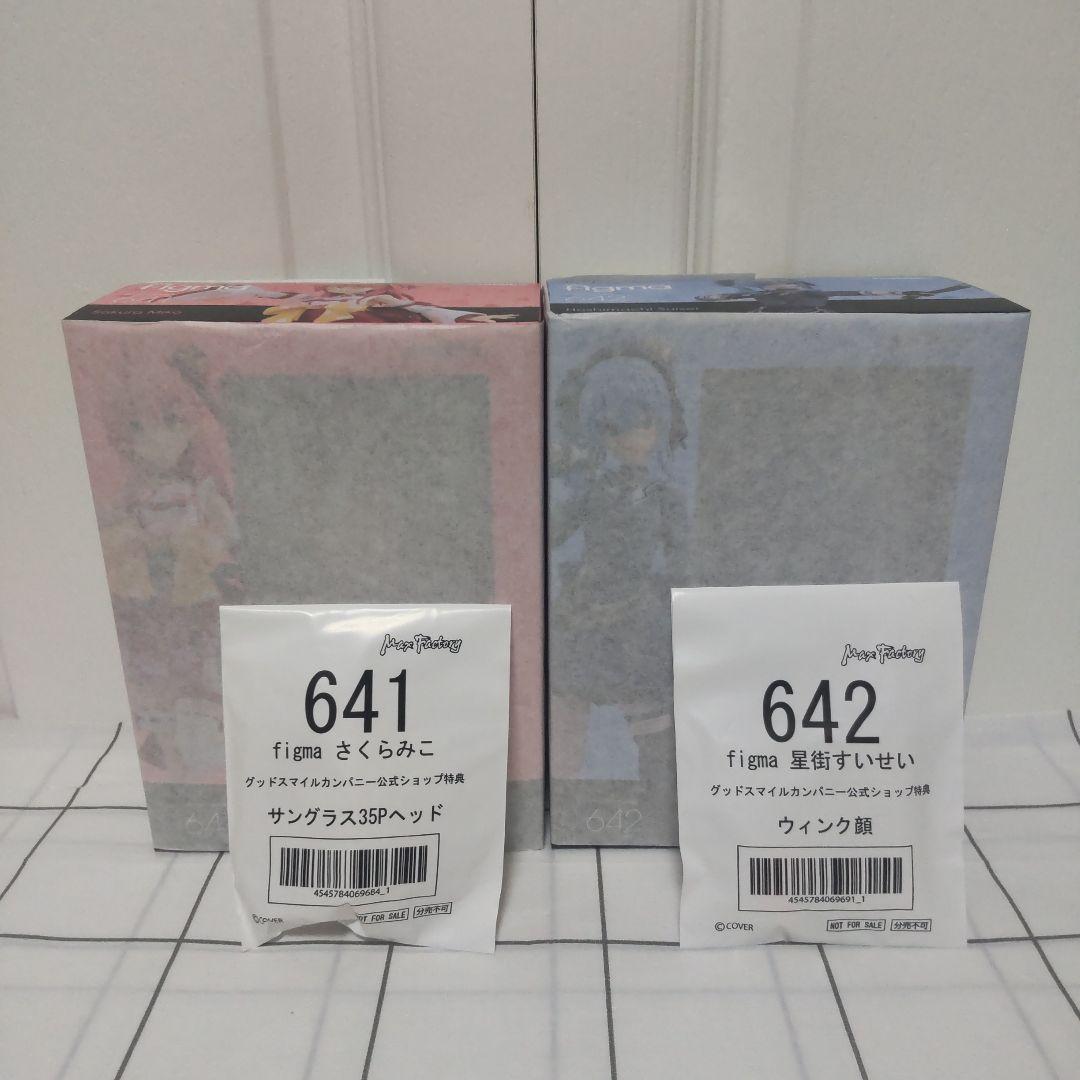 figma
Sakura Miko
figma
642
Hoshimachi Suisei
642
Max Factory
641
figma さくらみこ
グッドスマイルカンパニー公式ショップ特典
サングラス35Pヘッド
4545784069684_1
©COVER
NOT FOR SALE
分売不可
Max Factory
642
figma 星街すいせい
グッドスマイルカンパニー公式ショップ特典
ウィンク顔
4545784069691_1
©COVER
NOT FOR SALE
分売不可